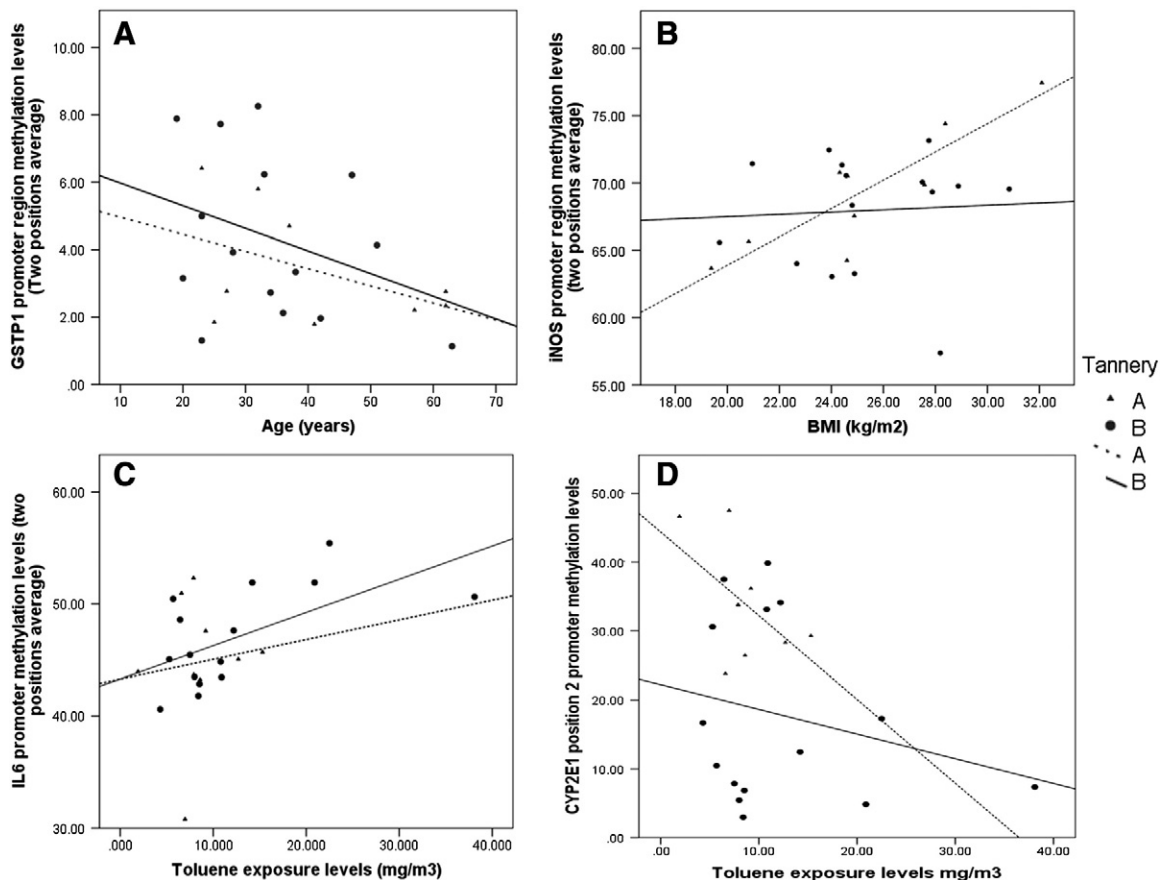 A
GSTP1 promoter region methylation levels
(Two positions average)
10.00
8.00
6.00
4.00
2.00
.00
10 20 30 40 50 60 70
Age (years)
B
iNOS promoter region methylation levels
(two positions average)
80.00
75.00
70.00
65.00
60.00
55.00
18.00 20.00 22.00 24.00 26.00 28.00 30.00 32.00
BMI (kg/m2)
Tannery
A
B
A
B
C
IL6 promoter methylation levels (two
positions average)
60.00
50.00
40.00
30.00
.000 10.000 20.000 30.000 40.000
Toluene exposure levels (mg/m3)
D
CYP2E1 position 2 promoter methylation levels
50.00
40.00
30.00
20.00
10.00
.00
.00 10.00 20.00 30.00 40.00
Toluene exposure levels mg/m3